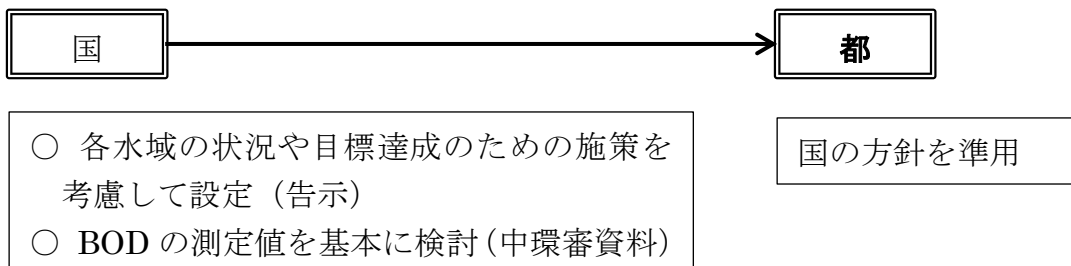 国
都
○ 各水域の状況や目標達成のための施策を
考慮して設定（告示）
○ BOD の測定値を基本に検討（中環審資料）
国の方針を準用